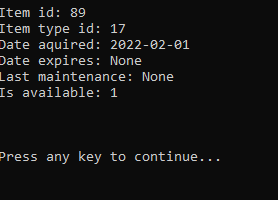 Item id: 89
Item type id: 17
Date aquired: 2022-02-01
Date expires: None
Last maintenance: None
Is available: 1
Press any key to continue...